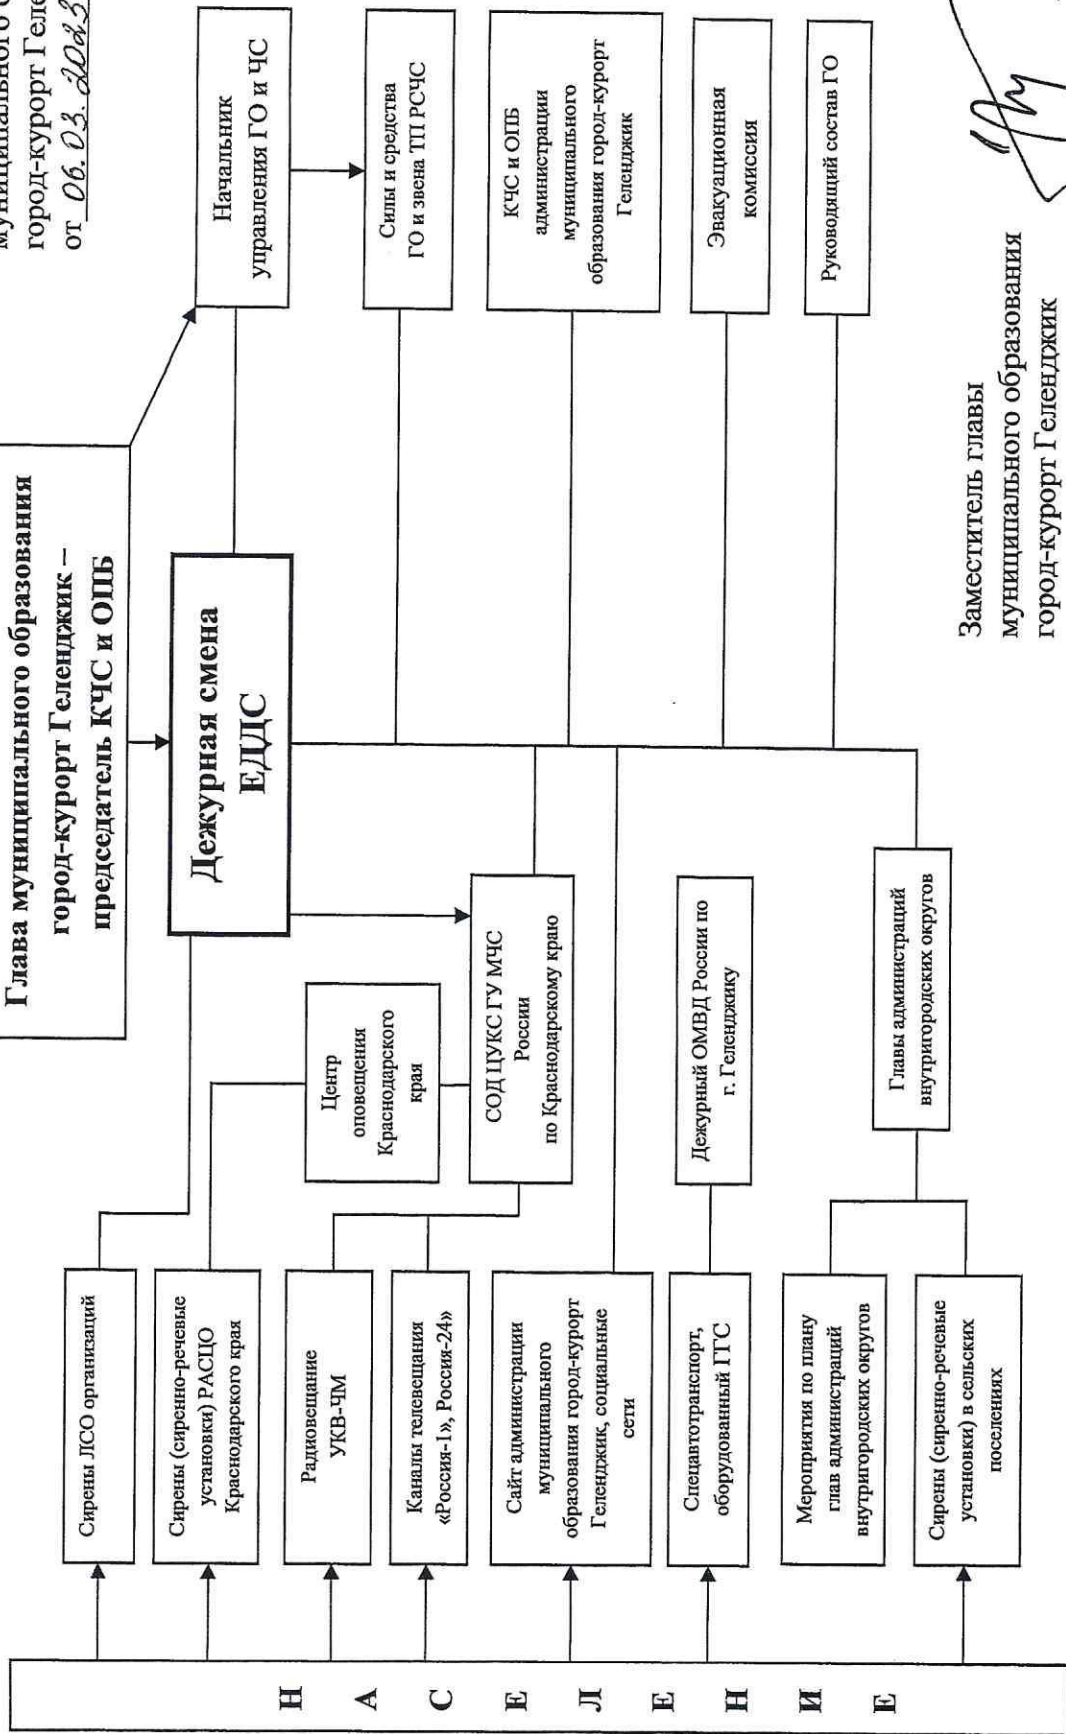 город-курорт
от 06.03.2023
Глава муниципального образования
город-курорт Геленджик –
председатель КЧС и ОПБ
Дежурная смена
ЕДДС
Начальник
управления ГО и ЧС
Силы и средства
ГО и звена ТП РСЧС
КЧС и ОПБ
администрации
муниципального
образования город-курорт
Геленджик
Эвакуационная
комиссия
Руководящий состав ГО
Центр
оповещения
Краснодарского
края
СОД ЦУКС ГУ МЧС
России
по Краснодарскому краю
Дежурный ОМВД России по
г. Геленджику
Главы администраций
внутригородских округов
Сирены ЛСО организаций
Сирены (сиренно-речевые
установки) РАСЦО
Краснодарского края
Радиовещание
УКВ-ЧМ
Каналы телевещания
«Россия-1», Россия-24»
Сайт администрации
муниципального
образования город-курорт
Геленджик, социальные
сети
Спецавтотранспорт,
оборудованный ГГС
Мероприятия по плану
глав администраций
внутригородских округов
Сирены (сиренно-речевые
установки) в сельских
поселениях
НАСЕЛЕНИЕ
Заместитель главы
муниципального образования
город-курорт Геленджик